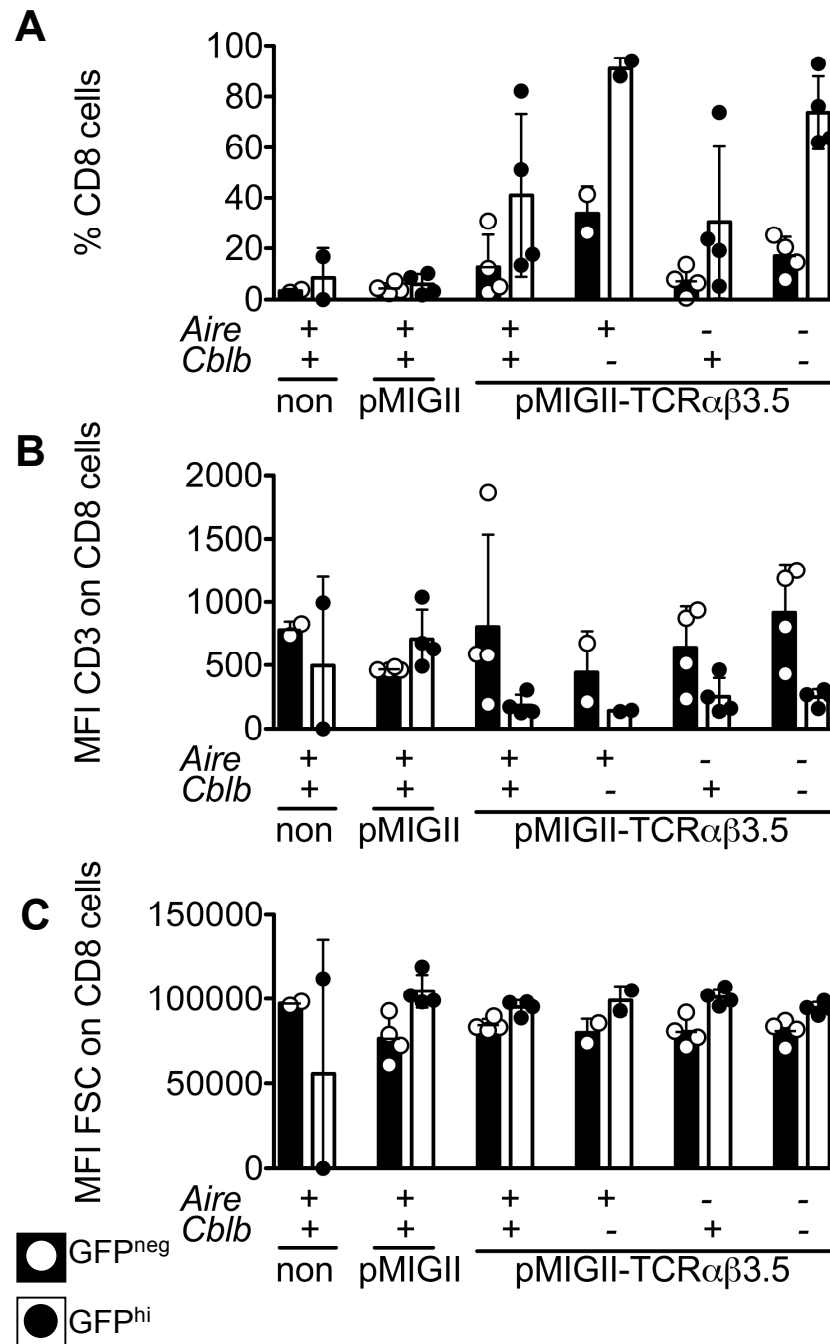 A
% CD8 cells
100
80
60
40
20
0
Aire + + + + - -
Cblb + + + - + -
non pMIGII pMIGII-TCRαβ3.5
B
MFI CD3 on CD8 cells
2000
1500
1000
500
0
Aire + + + + - -
Cblb + + + - + -
non pMIGII pMIGII-TCRαβ3.5
C
MFI FSC on CD8 cells
150000
100000
50000
0
Aire + + + + - -
Cblb + + + - + -
non pMIGII pMIGII-TCRαβ3.5
GFPneg
GFPhi